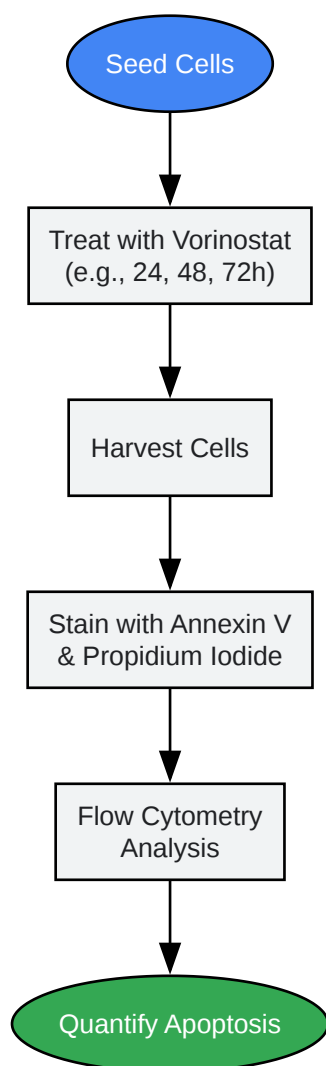 Seed Cells
Treat with Vorinostat
(e.g., 24, 48, 72h)
Harvest Cells
Stain with Annexin V
& Propidium Iodide
Flow Cytometry
Analysis
Quantify Apoptosis